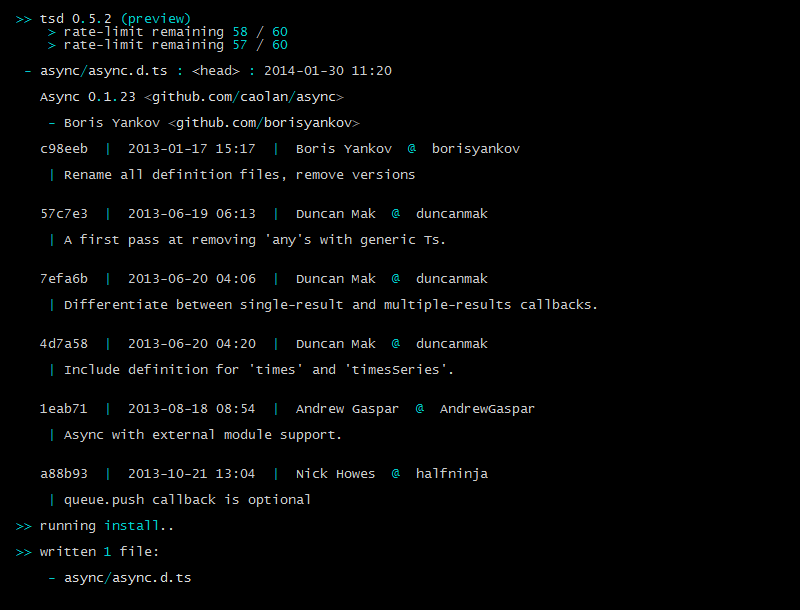 >> tsd 0.5.2 (preview)
> rate-limit remaining 58 / 60
> rate-limit remaining 57 / 60
- async/async.d.ts : <head> : 2014-01-30 11:20
Async 0.1.23 <github.com/caolan/async>
- Boris Yankov <github.com/borisyankov>
c98eeb | 2013-01-17 15:17 | Boris Yankov @ borisyankov
| Rename all definition files, remove versions
57c7e3 | 2013-06-19 06:13 | Duncan Mak @ duncanmak
| A first pass at removing 'any's with generic Ts.
7efa6b | 2013-06-20 04:06 | Duncan Mak @ duncanmak
| Differentiate between single-result and multiple-results callbacks.
4d7a58 | 2013-06-20 04:20 | Duncan Mak @ duncanmak
| Include definition for 'times' and 'timesSeries'.
1eab71 | 2013-08-18 08:54 | Andrew Gaspar @ AndrewGaspar
| Async with external module support.
a88b93 | 2013-10-21 13:04 | Nick Howes @ halfninja
| queue.push callback is optional
>> running install..
>> written 1 file:
- async/async.d.ts